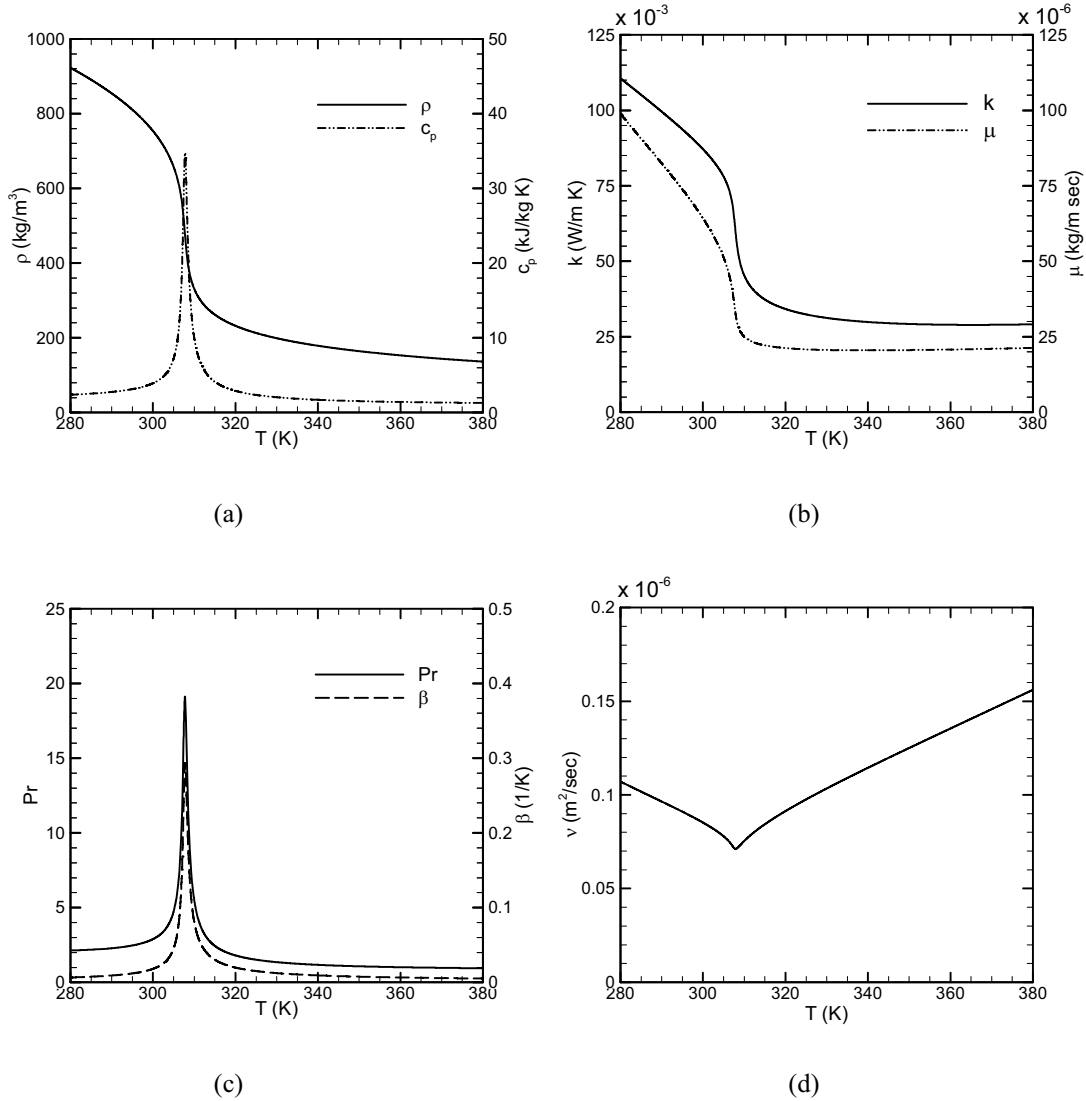 1000
800
600
400
200
0
ρ (kg/m³)
50
40
30
20
10
0
c_p (kJ/kg K)
ρ
c_p
280 300 320 340 360 380
T (K)
(a)
x 10⁻³
x 10⁻⁶
125
100
75
50
25
0
k (W/m K)
125
100
75
50
25
0
μ (kg/m sec)
k
μ
280 300 320 340 360 380
T (K)
(b)
25
20
15
10
5
0
Pr
0.5
0.4
0.3
0.2
0.1
0
β (1/K)
Pr
β
280 300 320 340 360 380
T (K)
(c)
x 10⁻⁶
0.2
0.15
0.1
0.05
0
ν (m²/sec)
280 300 320 340 360 380
T (K)
(d)